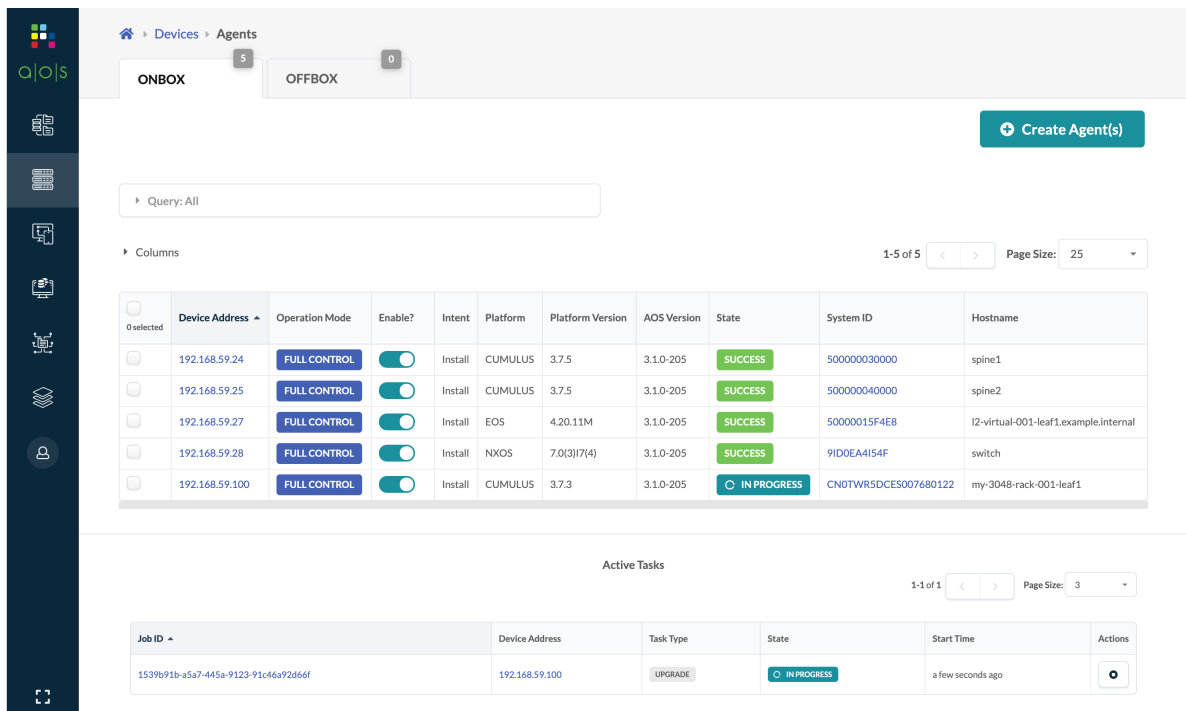 a|o|s
Devices Agents
ONBOX 5 OFFBOX 0
Create Agent(s)
Query: All
Columns 1-5 of 5 Page Size: 25
0 selected Device Address Operation Mode Enable? Intent Platform Platform Version AOS Version State System ID Hostname
192.168.59.24 FULL CONTROL Install CUMULUS 3.7.5 3.1.0-205 SUCCESS 500000030000 spine1
192.168.59.25 FULL CONTROL Install CUMULUS 3.7.5 3.1.0-205 SUCCESS 500000040000 spine2
192.168.59.27 FULL CONTROL Install EOS 4.20.11M 3.1.0-205 SUCCESS 50000015F4E8 l2-virtual-001-leaf1.example.internal
192.168.59.28 FULL CONTROL Install NXOS 7.0(3)I7(4) 3.1.0-205 SUCCESS 9ID0EA4I54F switch
192.168.59.100 FULL CONTROL Install CUMULUS 3.7.3 3.1.0-205 IN PROGRESS CN0TWR5DCES007680122 my-3048-rack-001-leaf1
Active Tasks
1-1 of 1 Page Size: 3
Job ID Device Address Task Type State Start Time Actions
1539b91b-a5a7-445a-9123-91c46a92d66f 192.168.59.100 UPGRADE IN PROGRESS a few seconds ago